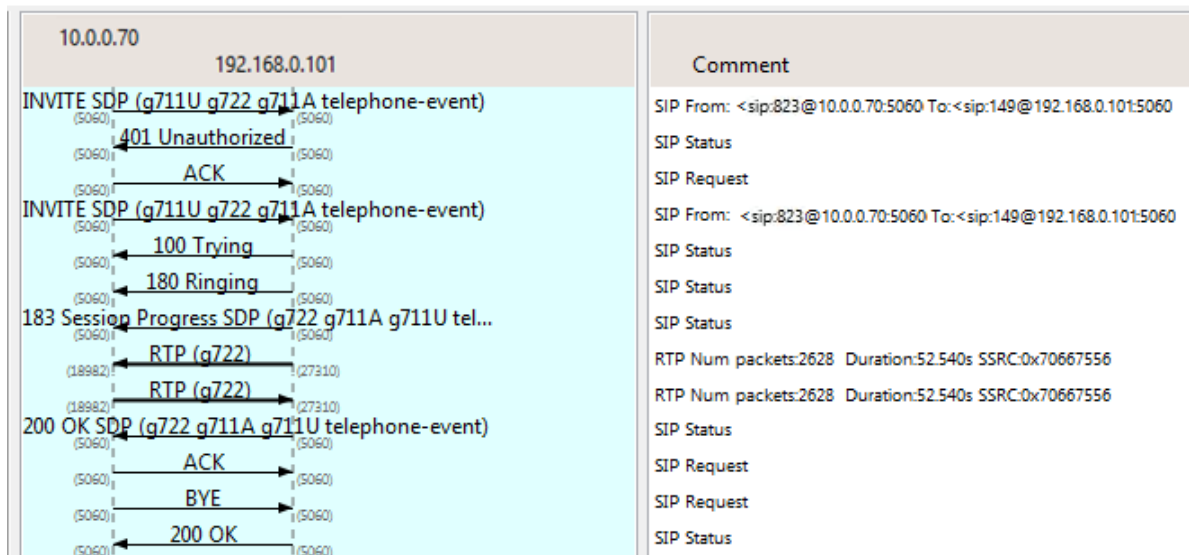 10.0.0.70
192.168.0.101
Comment
INVITE SDP (g711U g722 g711A telephone-event)
(5060) (5060)
SIP From: <sip:823@10.0.0.70:5060 To:<sip:149@192.168.0.101:5060
401 Unauthorized
(5060) (5060)
SIP Status
ACK
(5060) (5060)
SIP Request
INVITE SDP (g711U g722 g711A telephone-event)
(5060) (5060)
SIP From: <sip:823@10.0.0.70:5060 To:<sip:149@192.168.0.101:5060
100 Trying
(5060) (5060)
SIP Status
180 Ringing
(5060) (5060)
SIP Status
183 Session Progress SDP (g722 g711A g711U tel...
(5060) (5060)
SIP Status
RTP (g722)
(18982) (27310)
RTP Num packets:2628 Duration:52.540s SSRC:0x70667556
RTP (g722)
(18982) (27310)
RTP Num packets:2628 Duration:52.540s SSRC:0x70667556
200 OK SDP (g722 g711A g711U telephone-event)
(5060) (5060)
SIP Status
ACK
(5060) (5060)
SIP Request
BYE
(5060) (5060)
SIP Request
200 OK
(5060) (5060)
SIP Status